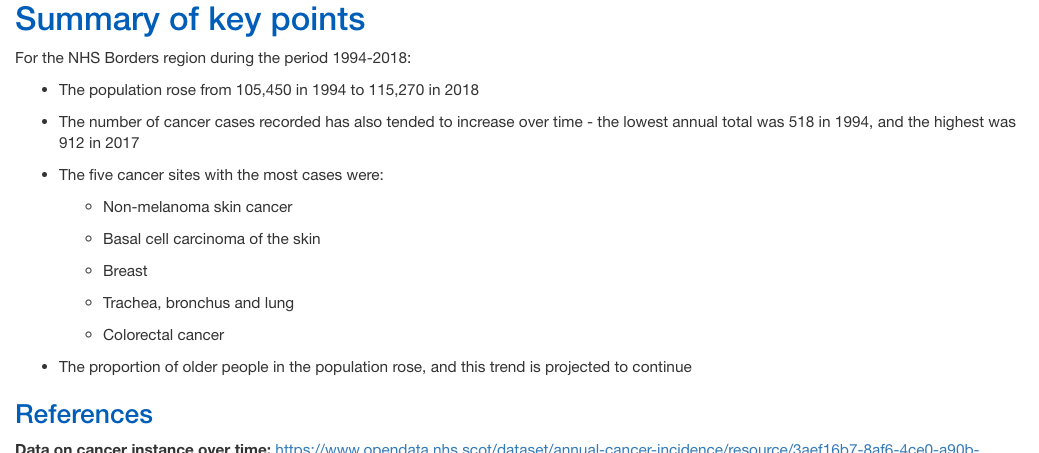 Summary of key points
For the NHS Borders region during the period 1994-2018:
• The population rose from 105,450 in 1994 to 115,270 in 2018
• The number of cancer cases recorded has also tended to increase over time - the lowest annual total was 518 in 1994, and the highest was
912 in 2017
• The five cancer sites with the most cases were:
◦ Non-melanoma skin cancer
◦ Basal cell carcinoma of the skin
◦ Breast
◦ Trachea, bronchus and lung
◦ Colorectal cancer
• The proportion of older people in the population rose, and this trend is projected to continue
References
Data on cancer instance over time: https://www.opendata.nhs.scot/dataset/annual-cancer-incidence/resource/3aef16b7-8af6-4ce0-a90b-